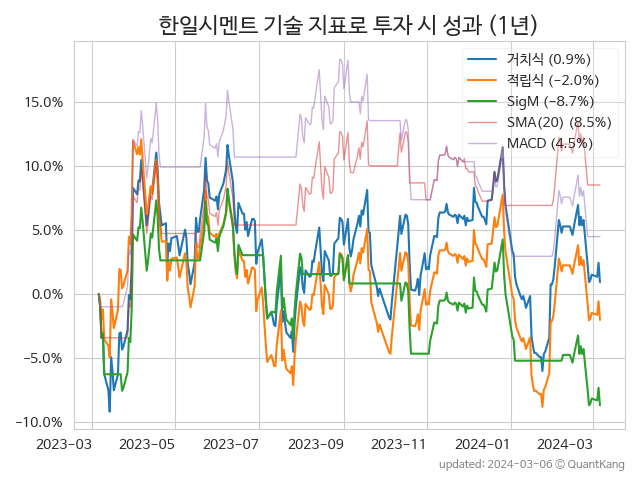 한일시멘트 기술 지표로 투자 시 성과 (1년)
거치식 (0.9%)
적립식 (−2.0%)
SigM (−8.7%)
SMA(20) (8.5%)
MACD (4.5%)
15.0%
10.0%
5.0%
0.0%
−5.0%
−10.0%
2023-03 2023-05 2023-07 2023-09 2023-11 2024-01 2024-03
updated: 2024-03-06 © QuantKang